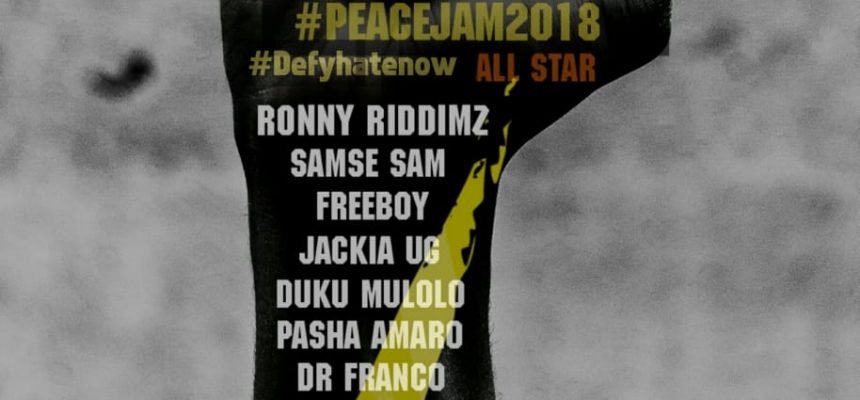 #PEACEJAM2018
#Defyhatenow ALL STAR
RONNY RIDDIMZ
SAMSE SAM
FREEBOY
JACKIA UG
DUKU MULOLO
PASHA AMARO
DR FRANCO